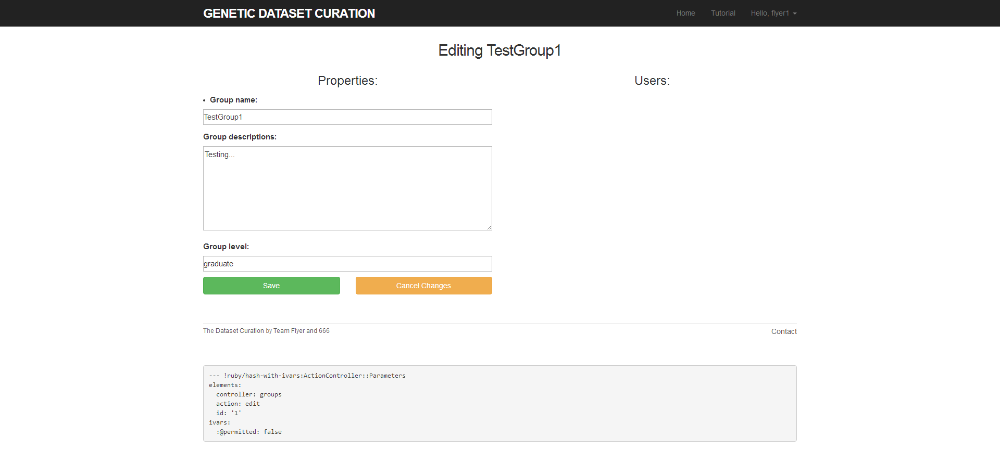 GENETIC DATASET CURATION
Home Tutorial Hello, flyer1
Editing TestGroup1
Properties:
Users:
• Group name:
TestGroup1
Group descriptions:
Testing...
Group level:
graduate
Save Cancel Changes
The Dataset Curation by Team Flyer and 666
Contact
--- !ruby/hash-with-ivars:ActionController::Parameters
elements:
  controller: groups
  action: edit
  id: '1'
ivars:
  :@permitted: false